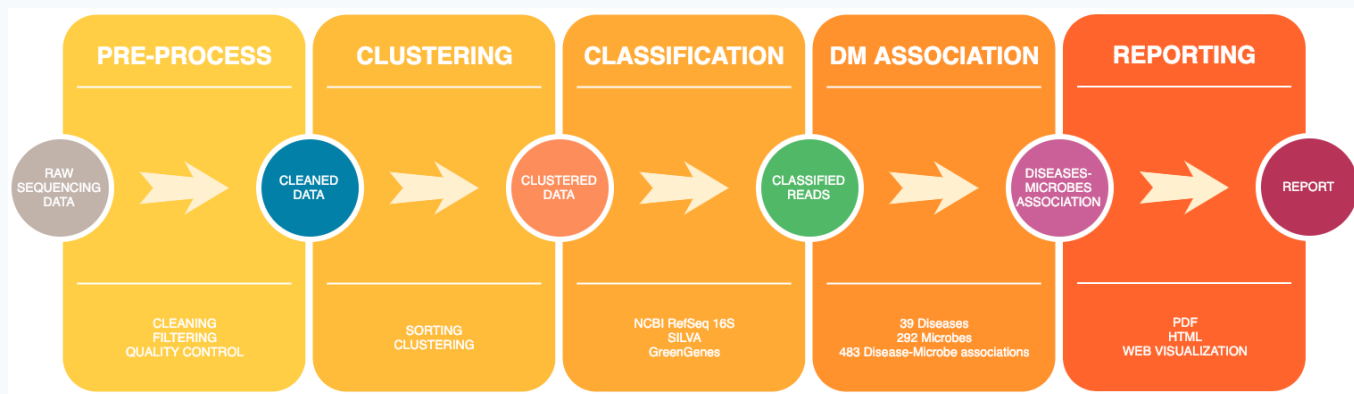 PRE-PROCESS
CLUSTERING
CLASSIFICATION
DM ASSOCIATION
REPORTING
RAW
SEQUENCING
DATA
CLEANED
DATA
CLUSTERED
DATA
CLASSIFIED
READS
DISEASES-
MICROBES
ASSOCIATION
REPORT
CLEANING
FILTERING
QUALITY CONTROL
SORTING
CLUSTERING
NCBI RefSeq 16S
SILVA
GreenGenes
39 Diseases
292 Microbes
483 Disease-Microbe associations
PDF
HTML
WEB VISUALIZATION